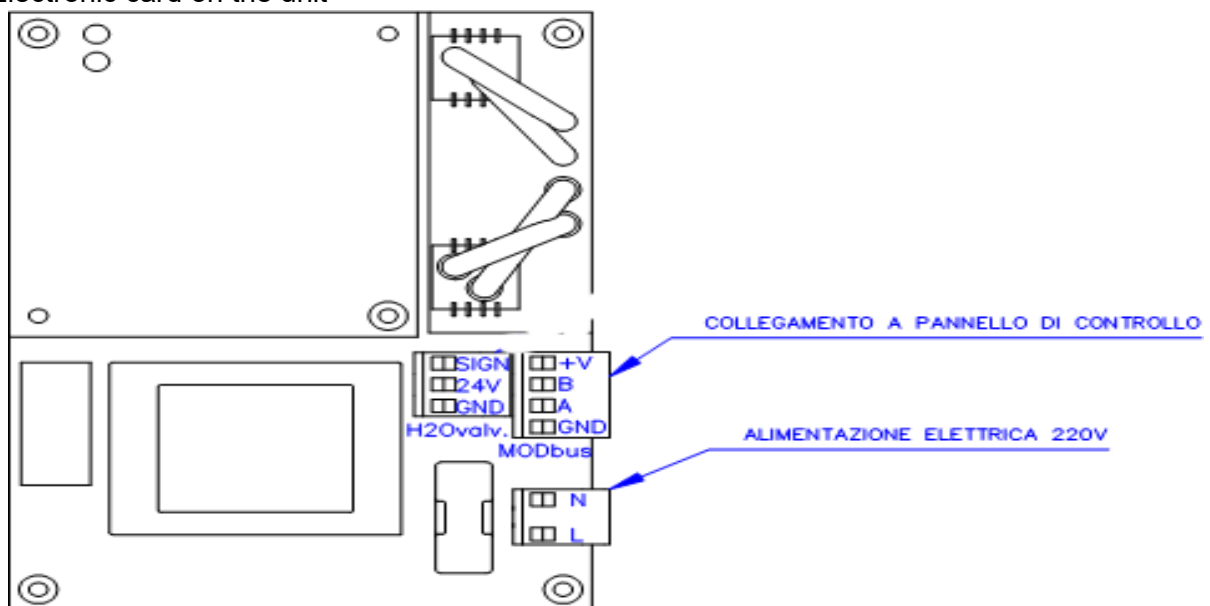 Electronic card on the unit
COLLEGAMENTO A PANNELLO DI CONTROLLO
SIGN
24V
GND
H2Ovalv.
+V
B
A
GND
MODbus
ALIMENTAZIONE ELETTRICA 220V
N
L